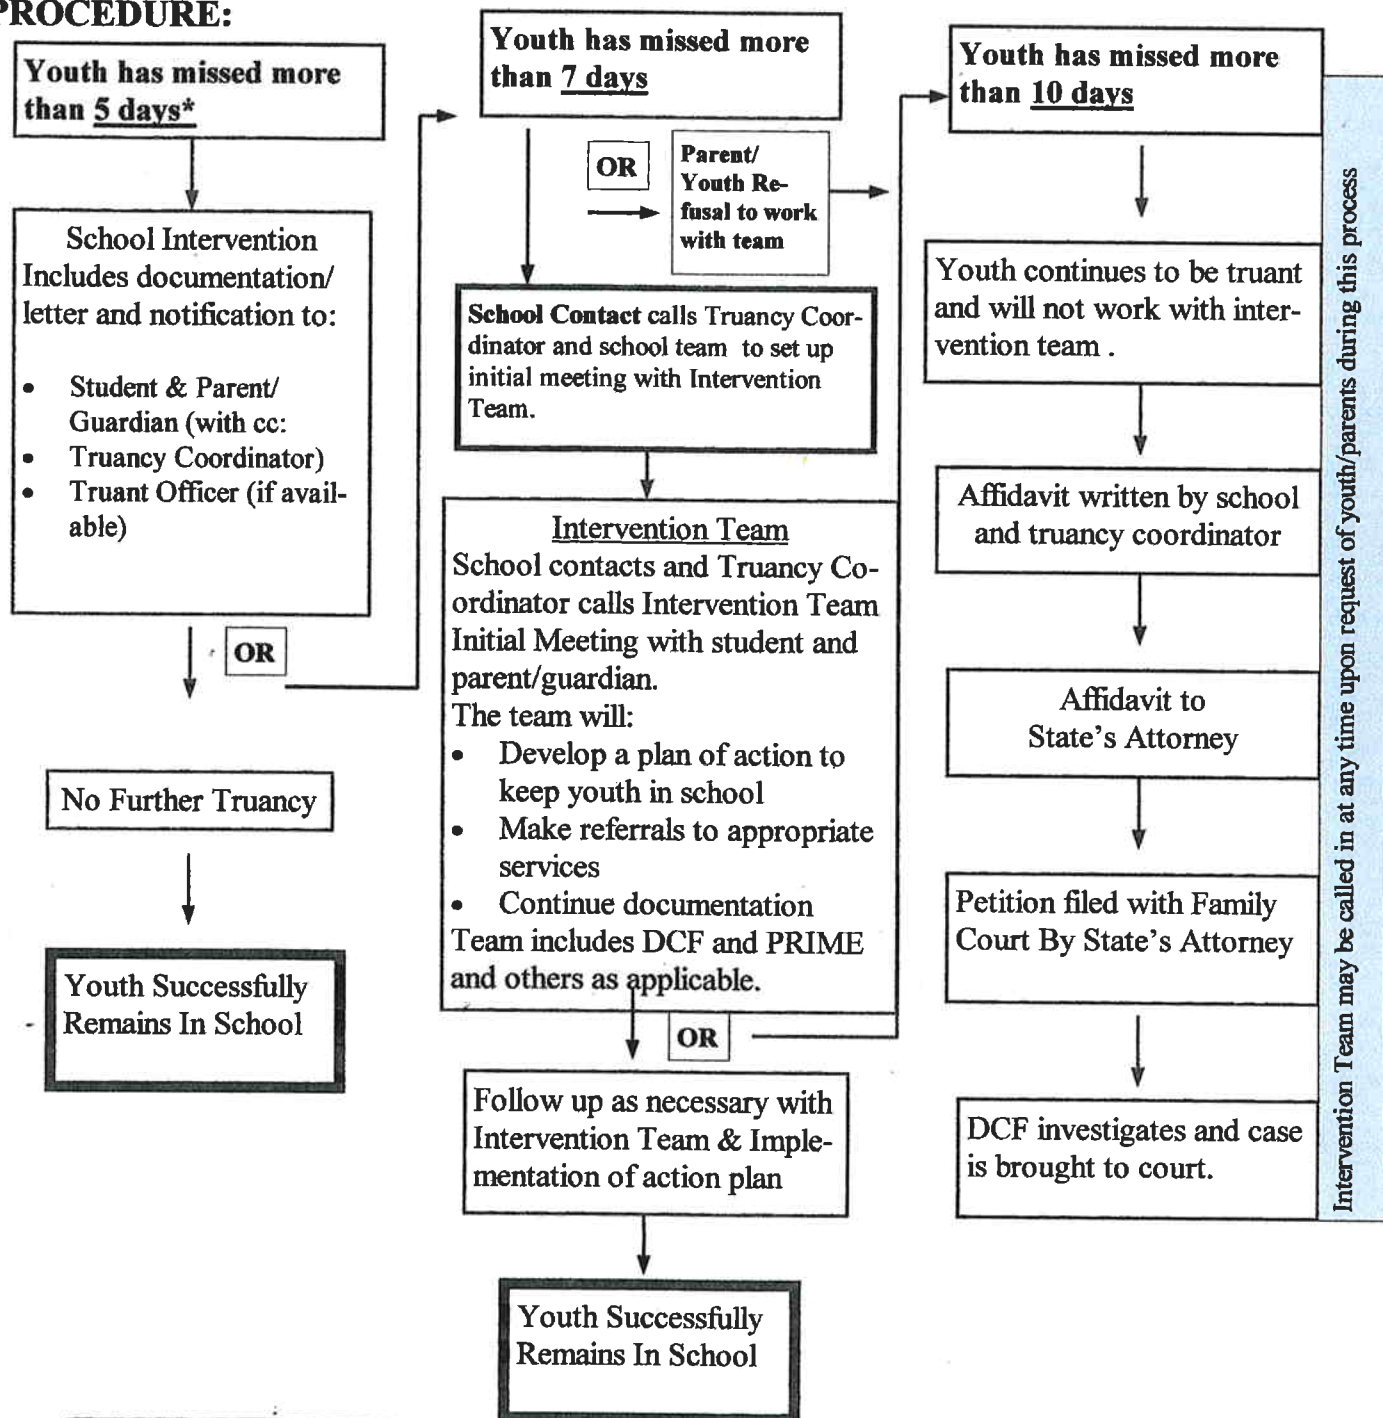 PROCEDURE:
Youth has missed more
than 5 days*
School Intervention
Includes documentation/
letter and notification to:
• Student & Parent/
Guardian (with cc:
• Truancy Coordinator)
• Truant Officer (if avail-
able)
OR
No Further Truancy
Youth Successfully
Remains In School
Youth has missed more
than 7 days
OR
Parent/
Youth Re-
fusal to work
with team
School Contact calls Truancy Coor-
dinator and school team to set up
initial meeting with Intervention
Team.
Intervention Team
School contacts and Truancy Co-
ordinator calls Intervention Team
Initial Meeting with student and
parent/guardian.
The team will:
• Develop a plan of action to
keep youth in school
• Make referrals to appropriate
services
• Continue documentation
Team includes DCF and PRIME
and others as applicable.
OR
Follow up as necessary with
Intervention Team & Imple-
mentation of action plan
Youth Successfully
Remains In School
Youth has missed more
than 10 days
Youth continues to be truant
and will not work with inter-
vention team .
Affidavit written by school
and truancy coordinator
Affidavit to
State's Attorney
Petition filed with Family
Court By State's Attorney
DCF investigates and case
is brought to court.
Intervention Team may be called in at any time upon request of youth/parents during this process